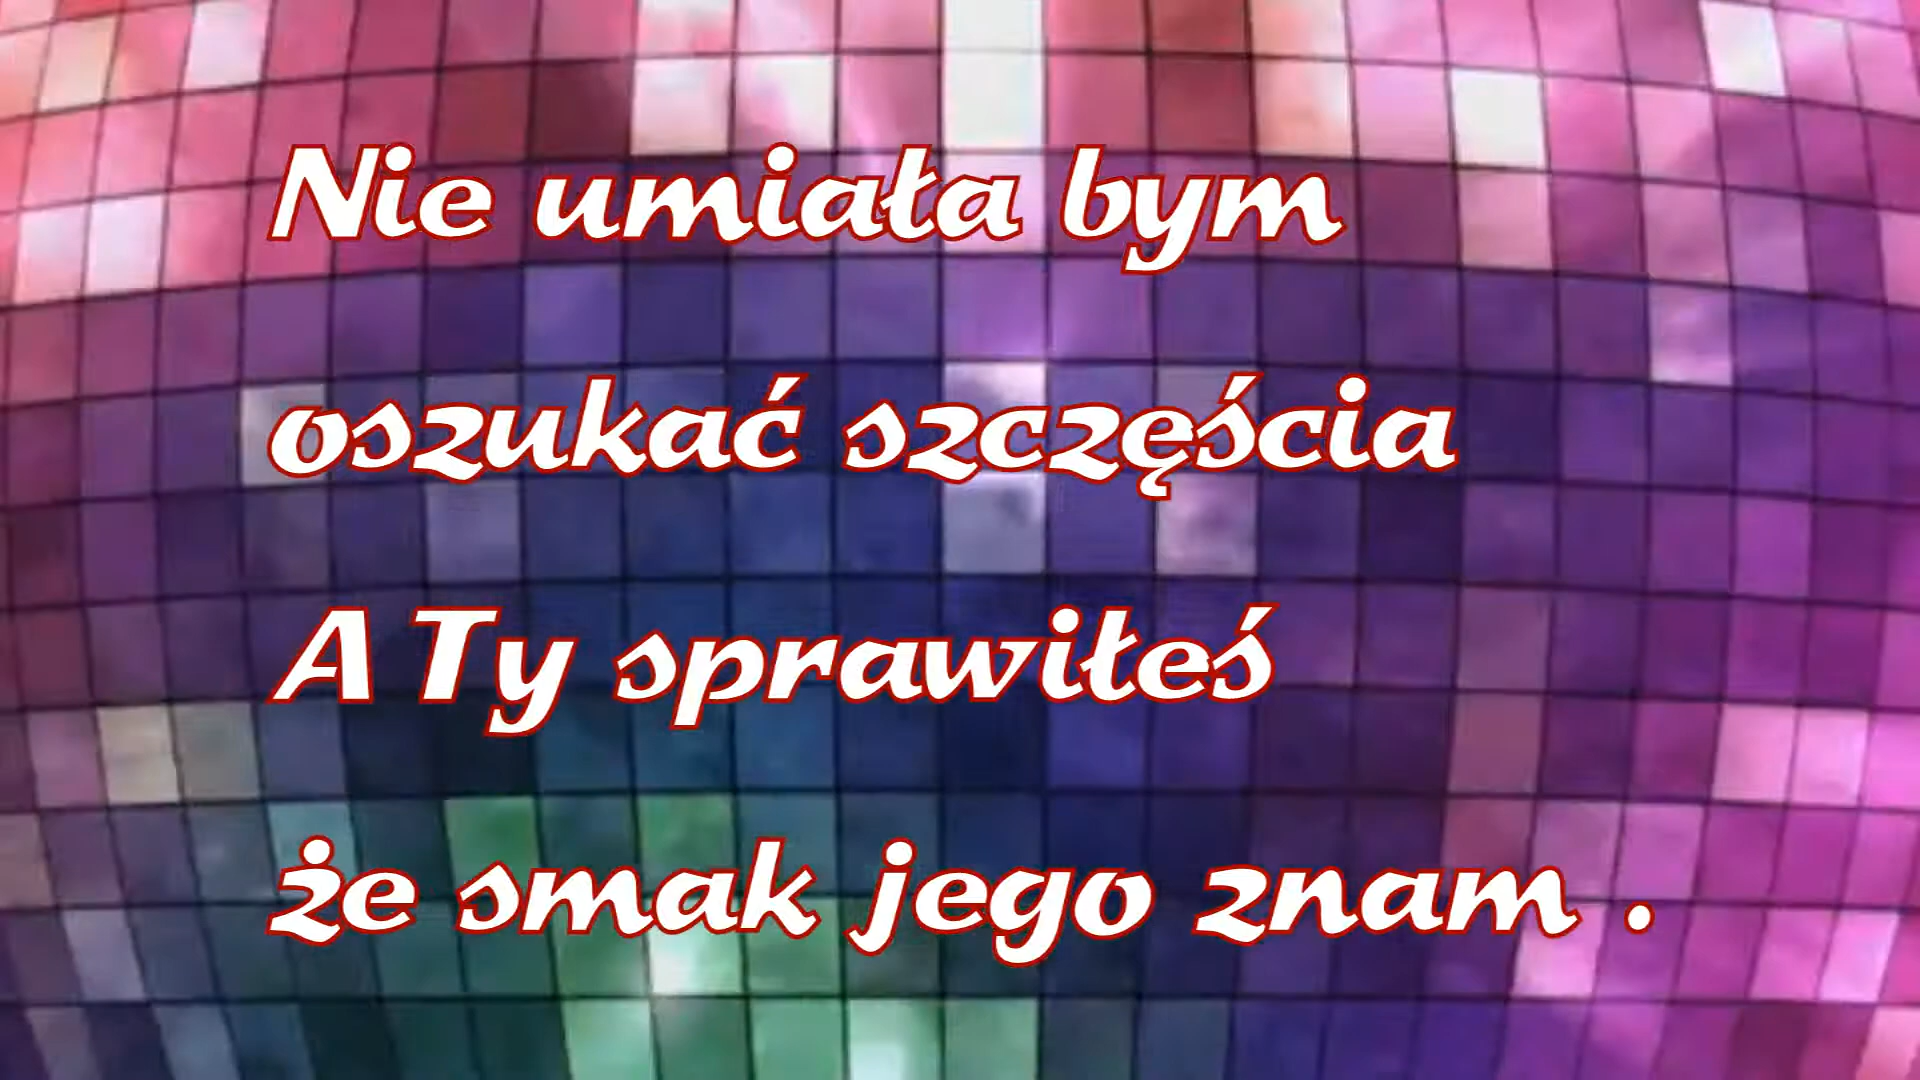 Nie umiała bym
oszukać szczęścia
A Ty sprawiłeś
że smak jego znam .